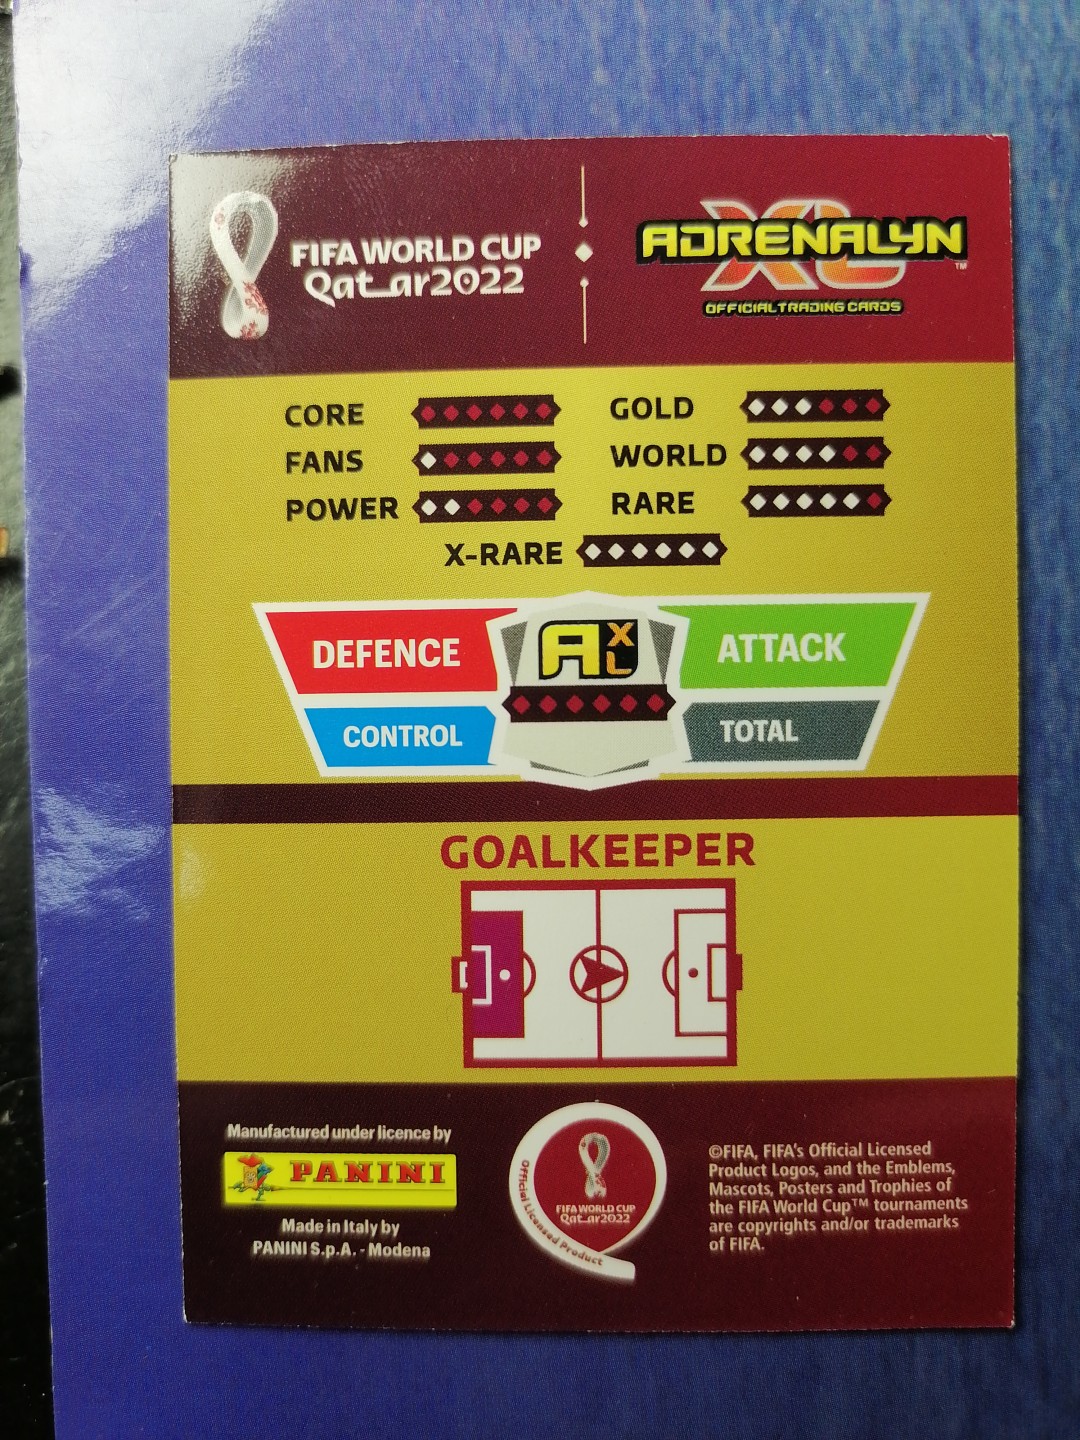 FIFA WORLD CUP
Qatar2022
ADRENALYN
XL
™
OFFICIAL TRADING CARDS
CORE
GOLD
FANS
WORLD
POWER
RARE
X-RARE
DEFENCE
AXL
ATTACK
CONTROL
TOTAL
GOALKEEPER
Manufactured under licence by
PANINI
Made in Italy by
PANINI S.p.A. - Modena
FIFA WORLD CUP
Qatar2022
Official Licensed Product
©FIFA, FIFA's Official Licensed
Product Logos, and the Emblems,
Mascots, Posters and Trophies of
the FIFA World Cup™ tournaments
are copyrights and/or trademarks
of FIFA.